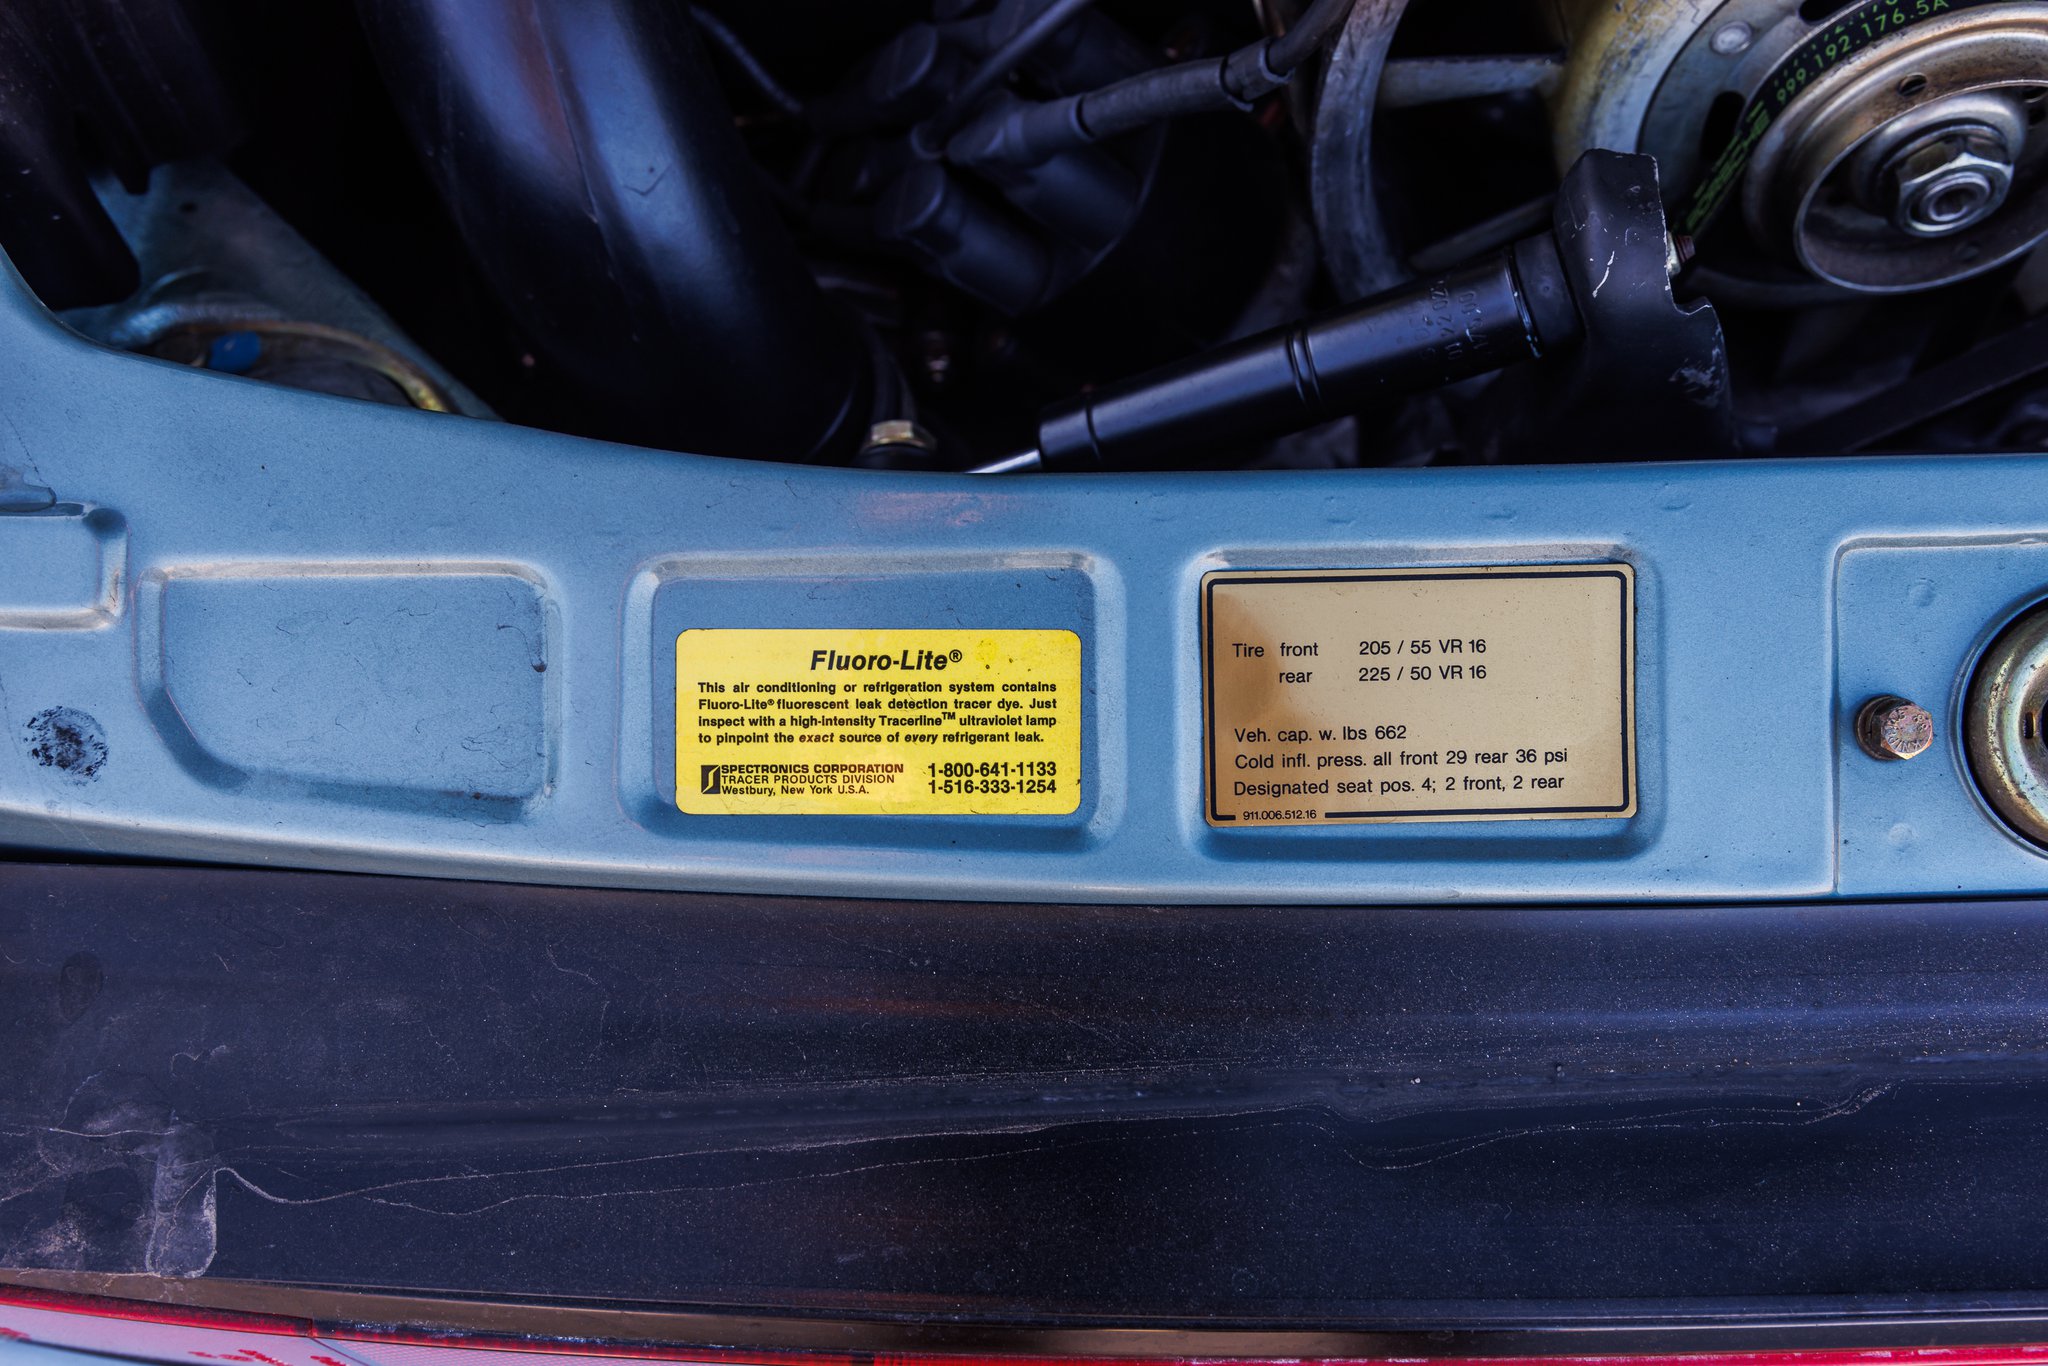 999.192.176.5A
PORSCHE
Fluoro-Lite®
This air conditioning or refrigeration system contains
Fluoro-Lite® fluorescent leak detection tracer dye. Just
inspect with a high-intensity Tracerline™ ultraviolet lamp
to pinpoint the exact source of every refrigerant leak.
SPECTRONICS CORPORATION
TRACER PRODUCTS DIVISION
Westbury, New York U.S.A.
1-800-641-1133
1-516-333-1254
Tire front 205 / 55 VR 16
rear 225 / 50 VR 16
Veh. cap. w. lbs 662
Cold infl. press. all front 29 rear 36 psi
Designated seat pos. 4; 2 front, 2 rear
911.006.512.16